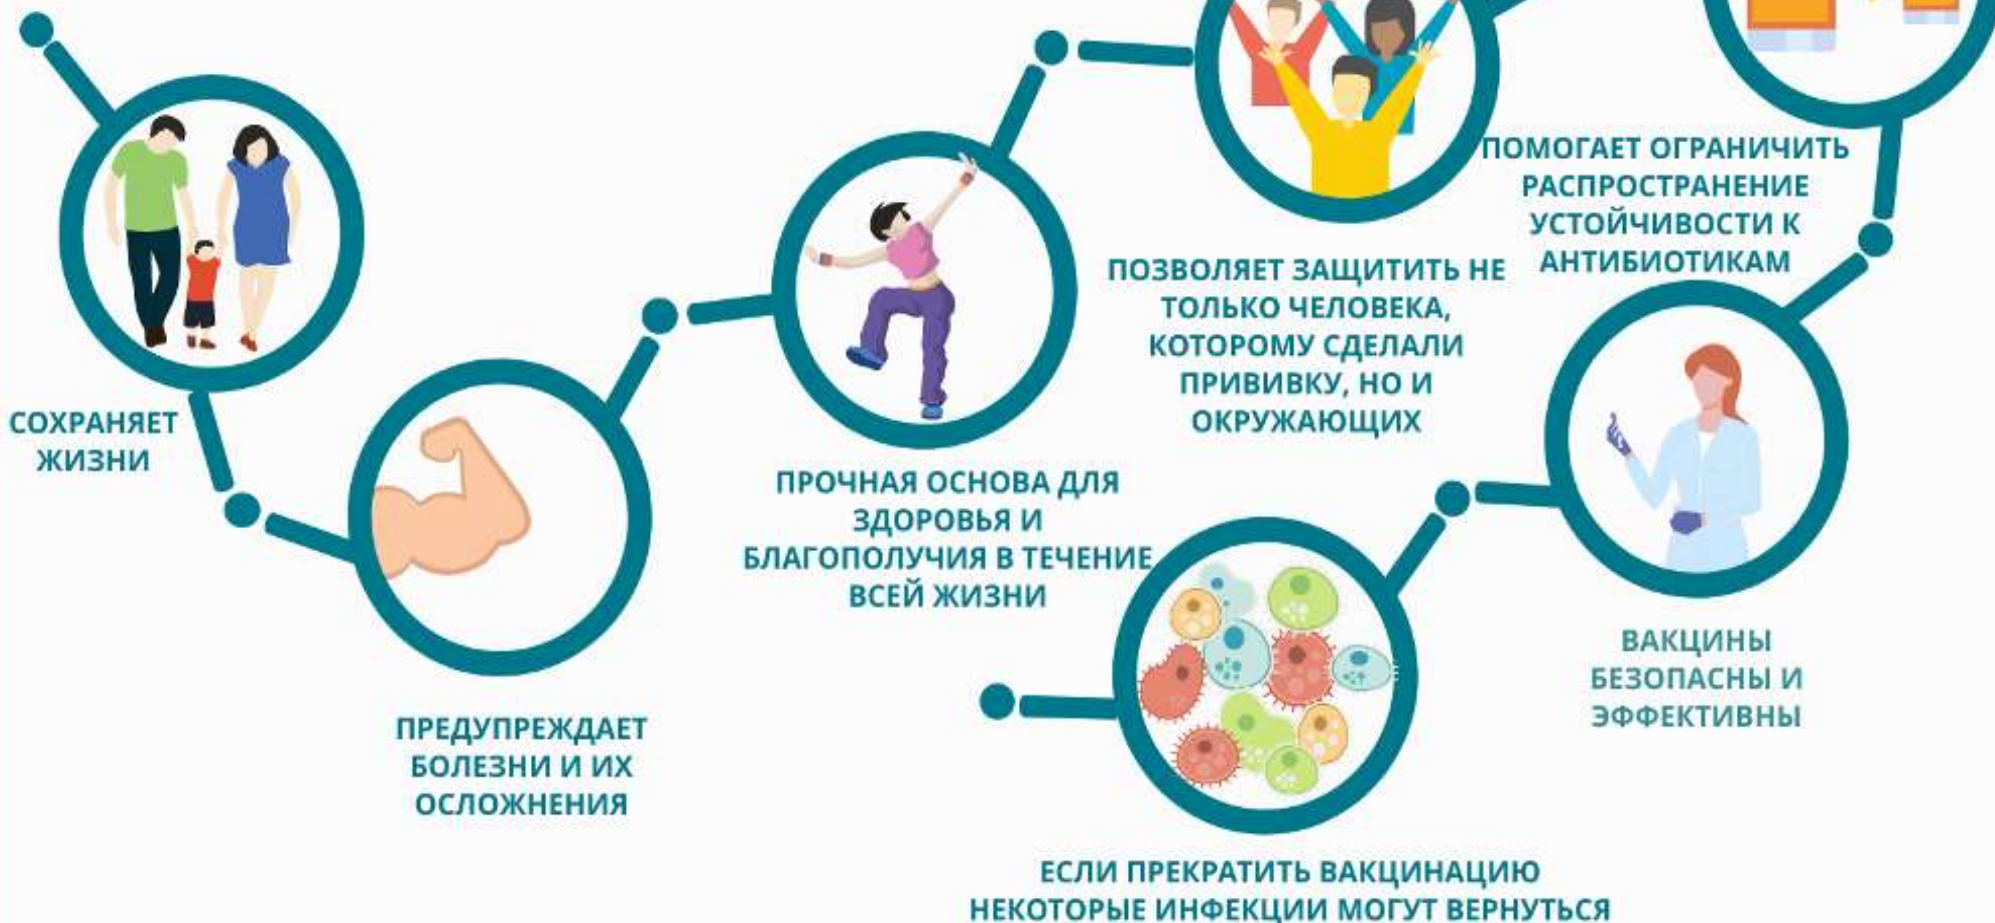 СОХРАНЯЕТ
ЖИЗНИ
ПРЕДУПРЕЖДАЕТ
БОЛЕЗНИ И ИХ
ОСЛОЖНЕНИЯ
ПРОЧНАЯ ОСНОВА ДЛЯ
ЗДОРОВЬЯ И
БЛАГОПОЛУЧИЯ В ТЕЧЕНИЕ
ВСЕЙ ЖИЗНИ
ПОЗВОЛЯЕТ ЗАЩИТИТЬ НЕ
ТОЛЬКО ЧЕЛОВЕКА,
КОТОРОМУ СДЕЛАЛИ
ПРИВИВКУ, НО И
ОКРУЖАЮЩИХ
ПОМОГАЕТ ОГРАНИЧИТЬ
РАСПРОСТРАНЕНИЕ
УСТОЙЧИВОСТИ К
АНТИБИОТИКАМ
ВАКЦИНЫ
БЕЗОПАСНЫ И
ЭФФЕКТИВНЫ
ЕСЛИ ПРЕКРАТИТЬ ВАКЦИНАЦИЮ
НЕКОТОРЫЕ ИНФЕКЦИИ МОГУТ ВЕРНУТЬСЯ